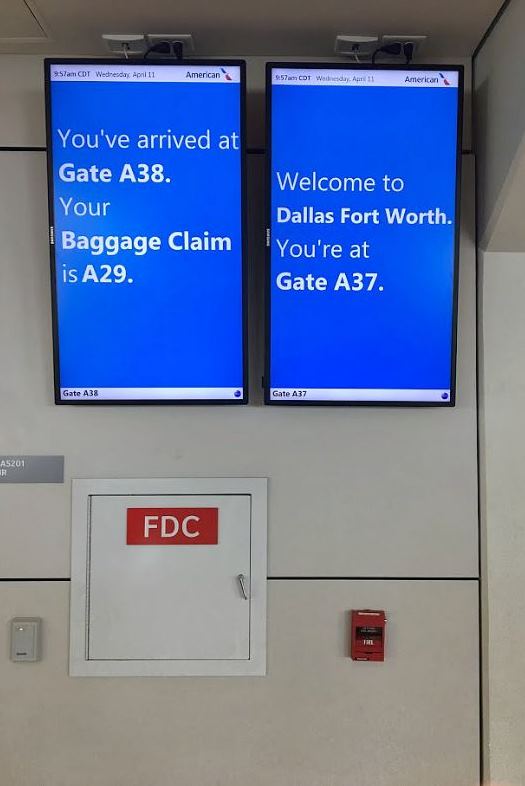 9:57am CDT Wednesday, April 11 American
You've arrived at
Gate A38.
Your
Baggage Claim
is A29.
Gate A38
9:57am CDT Wednesday, April 11 American
Welcome to
Dallas Fort Worth.
You're at
Gate A37.
Gate A37
AS201
FDC
FIRE